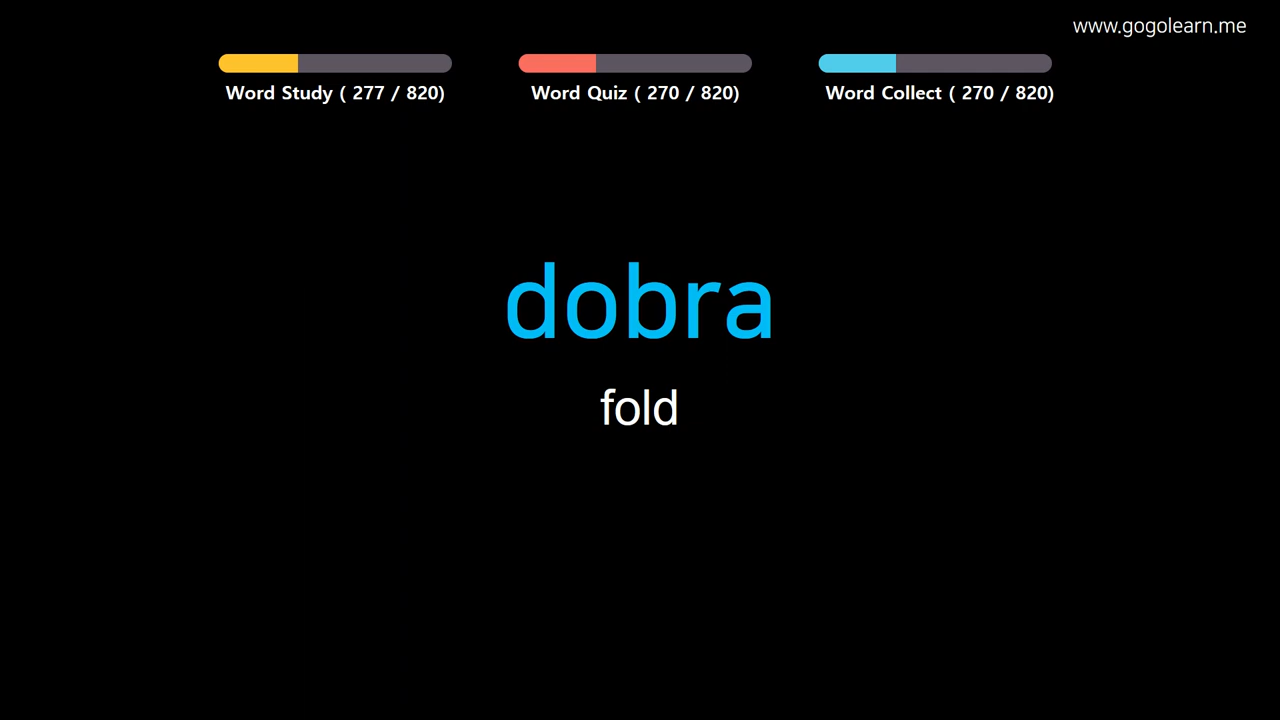 www.gogolearn.me
Word Study ( 277 / 820)
Word Quiz ( 270 / 820)
Word Collect ( 270 / 820)
dobra
fold